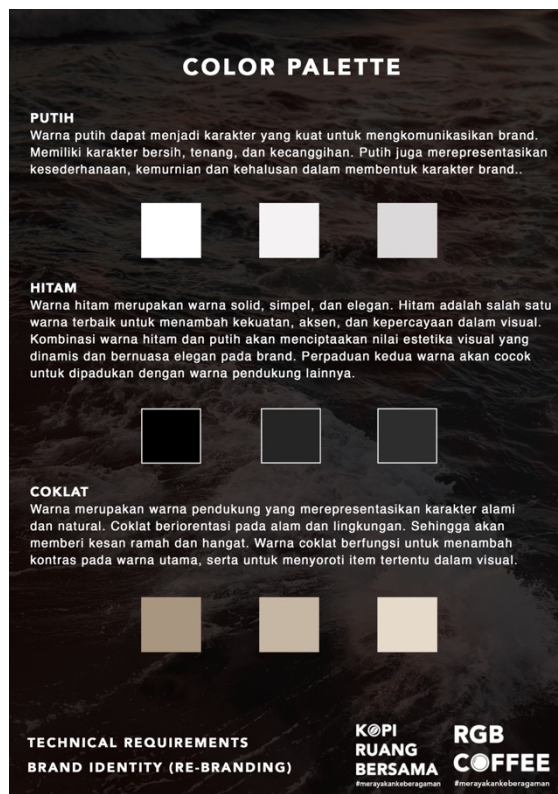 COLOR PALETTE
PUTIH
Warna putih dapat menjadi karakter yang kuat untuk mengkomunikasikan brand.
Memiliki karakter bersih, tenang, dan kecanggihan. Putih juga merepresentasikan
kesederhanaan, kemurnian dan kehalusan dalam membentuk karakter brand..
HITAM
Warna hitam merupakan warna solid, simpel, dan elegan. Hitam adalah salah satu
warna terbaik untuk menambah kekuatan, aksen, dan kepercayaan dalam visual.
Kombinasi warna hitam dan putih akan menciptaakan nilai estetika visual yang
dinamis dan bernuasa elegan pada brand. Perpaduan kedua warna akan cocok
untuk dipadukan dengan warna pendukung lainnya.
COKLAT
Warna merupakan warna pendukung yang merepresentasikan karakter alami
dan natural. Coklat beriorentasi pada alam dan lingkungan. Sehingga akan
memberi kesan ramah dan hangat. Warna coklat berfungsi untuk menambah
kontras pada warna utama, serta untuk menyoroti item tertentu dalam visual.
TECHNICAL REQUIREMENTS
BRAND IDENTITY (RE-BRANDING)
KOPI
RUANG
BERSAMA
#merayakankeberagaman
RGB
COFFEE
#merayakankeberagaman